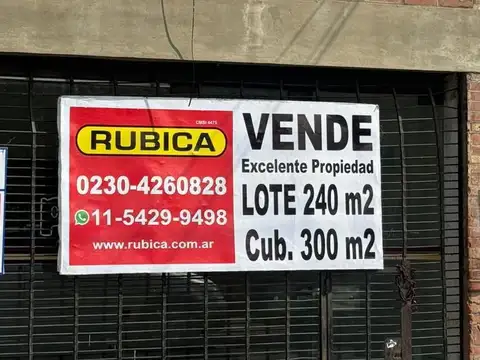 RUBICA
0230-4260828
11-5429-9498
www.rubica.com.ar
VENDE
Excelente Propiedad
LOTE 240 m2
Cub. 300 m2